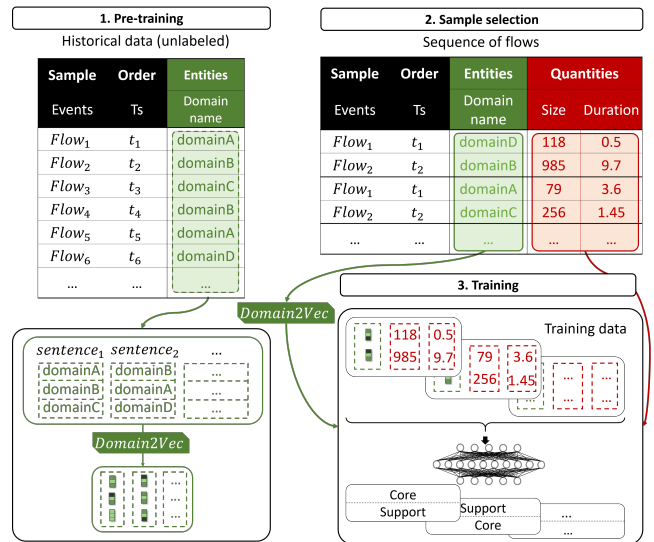 1. Pre-training
Historical data (unlabeled)
Sample Order Entities
Events Ts Domain name
Flow₁ t₁ domainA
Flow₂ t₂ domainB
Flow₃ t₃ domainC
Flow₄ t₄ domainB
Flow₅ t₅ domainA
Flow₆ t₆ domainD
... ... ...
sentence₁ sentence₂ ...
domainA domainB ...
domainB domainA ...
domainC domainD ...
Domain2Vec
...
...
...
2. Sample selection
Sequence of flows
Sample Order Entities Quantities
Events Ts Domain name Size Duration
Flow₁ t₁ domainD 118 0.5
Flow₂ t₂ domainB 985 9.7
Flow₁ t₁ domainA 79 3.6
Flow₂ t₂ domainC 256 1.45
... ... ... ... ...
Domain2Vec
3. Training
Training data
118 0.5
985 9.7
79 3.6
256 1.45
... ...
... ... ...
Core
Support
Support
Core
...
...